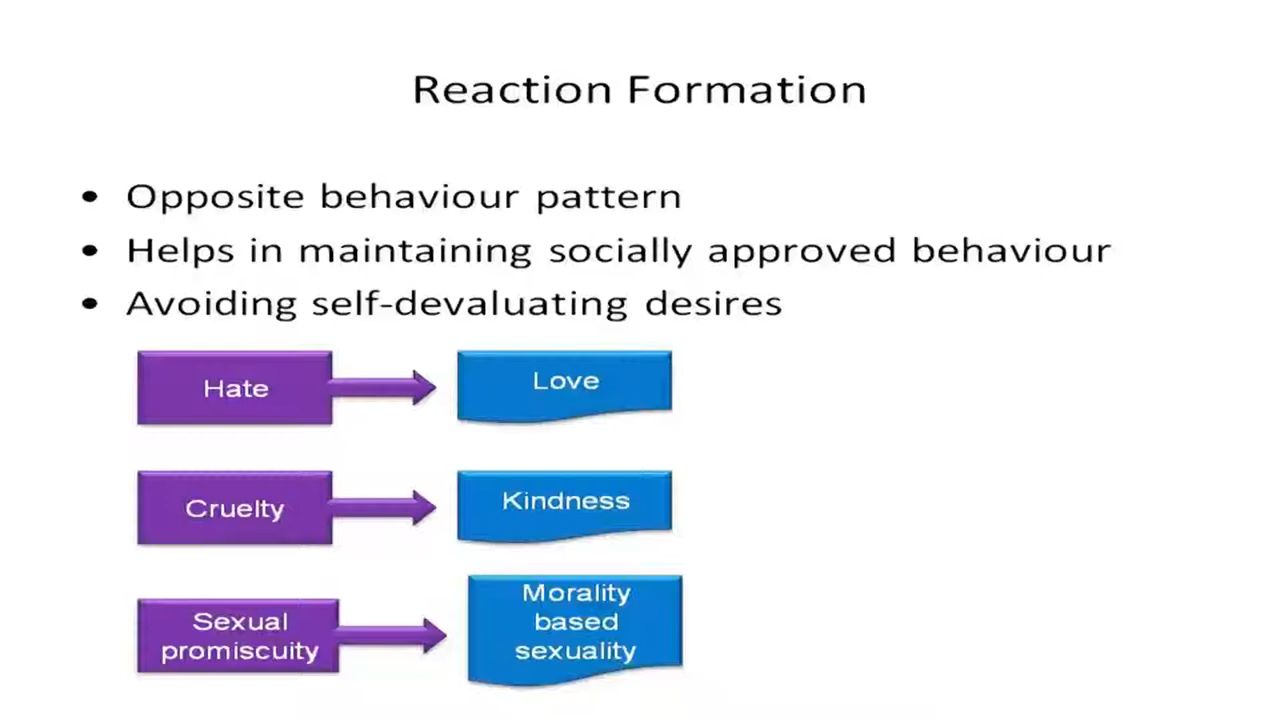 Reaction Formation
• Opposite behaviour pattern
• Helps in maintaining socially approved behaviour
• Avoiding self-devaluating desires
Hate
Love
Cruelty
Kindness
Sexual
promiscuity
Morality
based
sexuality